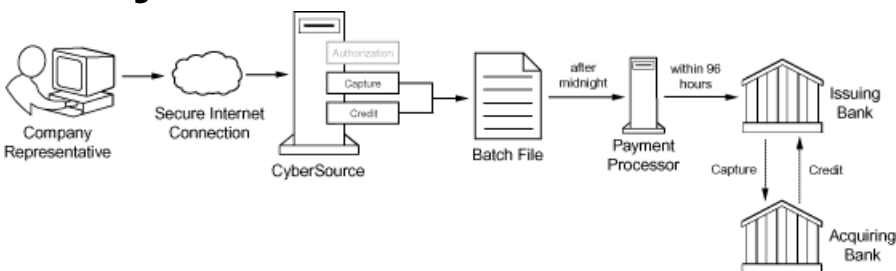 Company
Representative
Secure Internet
Connection
Authorization
Capture
Credit
CyberSource
Batch File
after
midnight
Payment
Processor
within 96
hours
Issuing
Bank
Capture
Credit
Acquiring
Bank